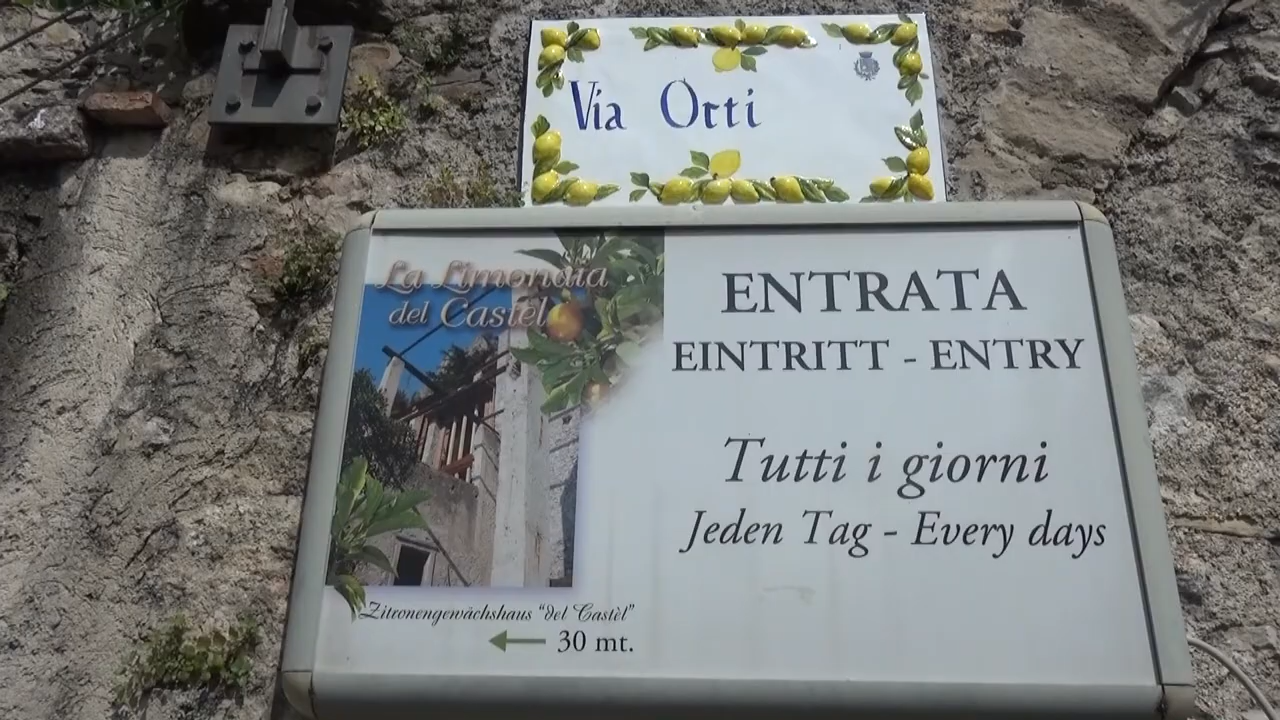 Via Orti
La Limonaia
del Castèl
ENTRATA
EINTRITT - ENTRY
Tutti i giorni
Jeden Tag - Every days
Zitronengewächshaus "del Castèl"
30 mt.